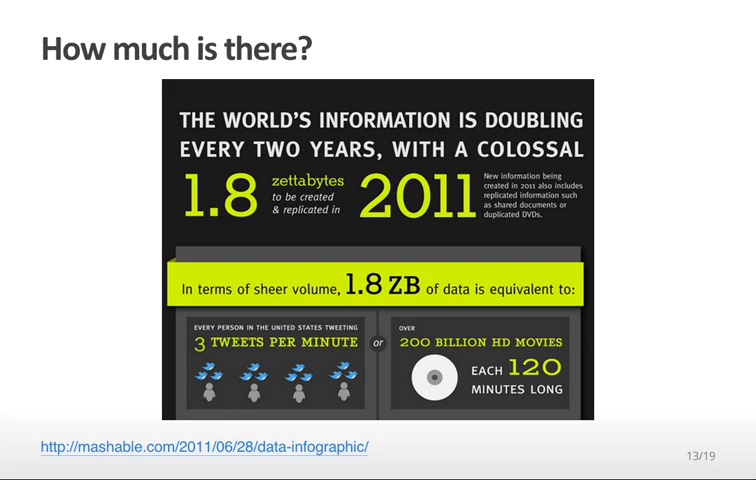 How much is there?
THE WORLD'S INFORMATION IS DOUBLING
EVERY TWO YEARS, WITH A COLOSSAL
1.8 zettabytes
to be created
& replicated in
2011
New information being
created in 2011 also includes
replicated information such
as shared documents or
duplicated DVDs.
In terms of sheer volume, 1.8 ZB of data is equivalent to:
EVERY PERSON IN THE UNITED STATES TWEETING
3 TWEETS PER MINUTE
or
OVER
200 BILLION HD MOVIES
EACH 120
MINUTES LONG
http://mashable.com/2011/06/28/data-infographic/
13/19